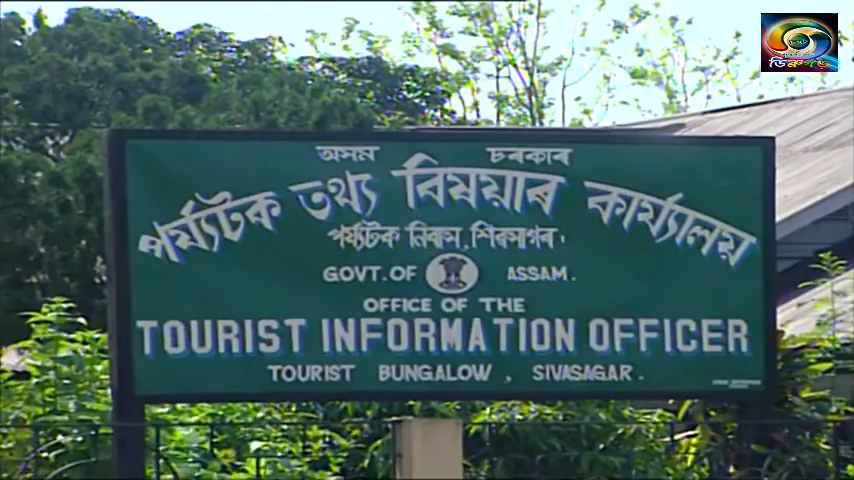 ডিব্ৰুগড়
অসম চৰকাৰ
পৰ্য্যটক তথ্য বিষয়াৰ কাৰ্য্যালয়
পৰ্য্যটক নিবাস, শিৱসাগৰ
GOVT. OF ASSAM.
OFFICE OF THE
TOURIST INFORMATION OFFICER
TOURIST BUNGALOW, SIVASAGAR.